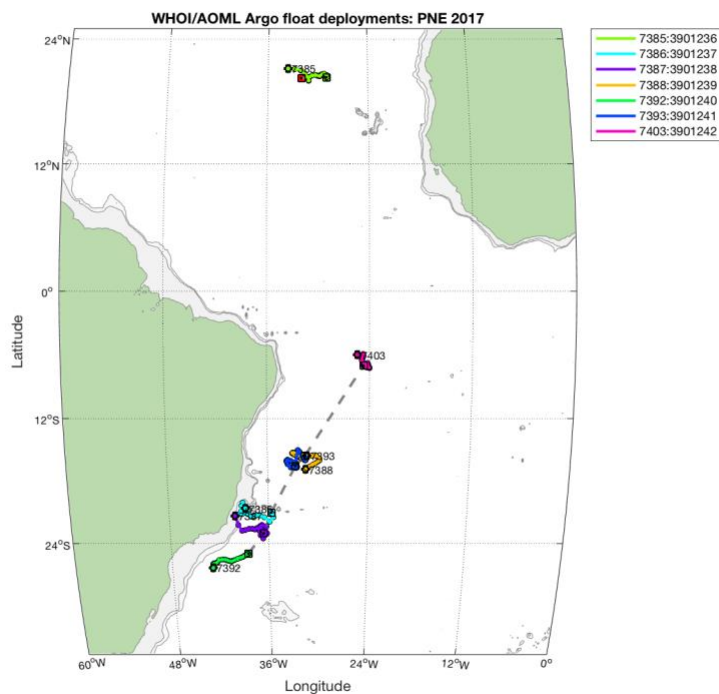 WHOI/AOML Argo float deployments: PNE 2017
7385:3901236
7386:3901237
7387:3901238
7388:3901239
7392:3901240
7393:3901241
7403:3901242
24°N
7385
12°N
0°
Latitude
7403
12°S
7393
7388
24°S
7392
60°W 48°W 36°W 24°W 12°W 0°
Longitude